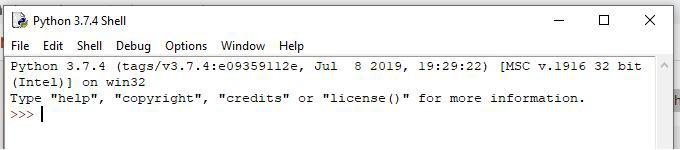 Python 3.7.4 Shell
File Edit Shell Debug Options Window Help
Python 3.7.4 (tags/v3.7.4:e09359112e, Jul  8 2019, 19:29:22) [MSC v.1916 32 bit
(Intel)] on win32
Type "help", "copyright", "credits" or "license()" for more information.
>>>